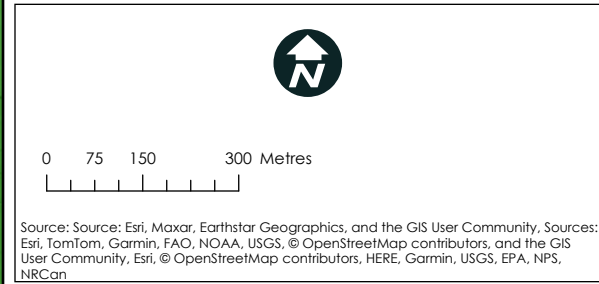 N
0 75 150 300 Metres
Source: Source: Esri, Maxar, Earthstar Geographics, and the GIS User Community, Sources:
Esri, TomTom, Garmin, FAO, NOAA, USGS, © OpenStreetMap contributors, and the GIS
User Community, Esri, © OpenStreetMap contributors, HERE, Garmin, USGS, EPA, NPS,
NRCan